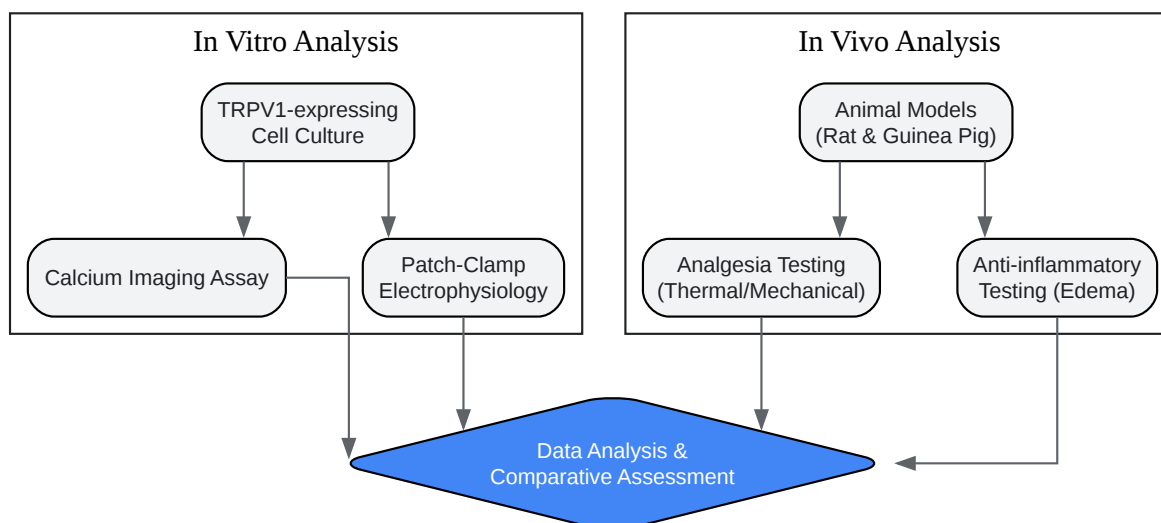 In Vitro Analysis
TRPV1-expressing
Cell Culture
Calcium Imaging Assay
Patch-Clamp
Electrophysiology
In Vivo Analysis
Animal Models
(Rat & Guinea Pig)
Analgesia Testing
(Thermal/Mechanical)
Anti-inflammatory
Testing (Edema)
Data Analysis &
Comparative Assessment